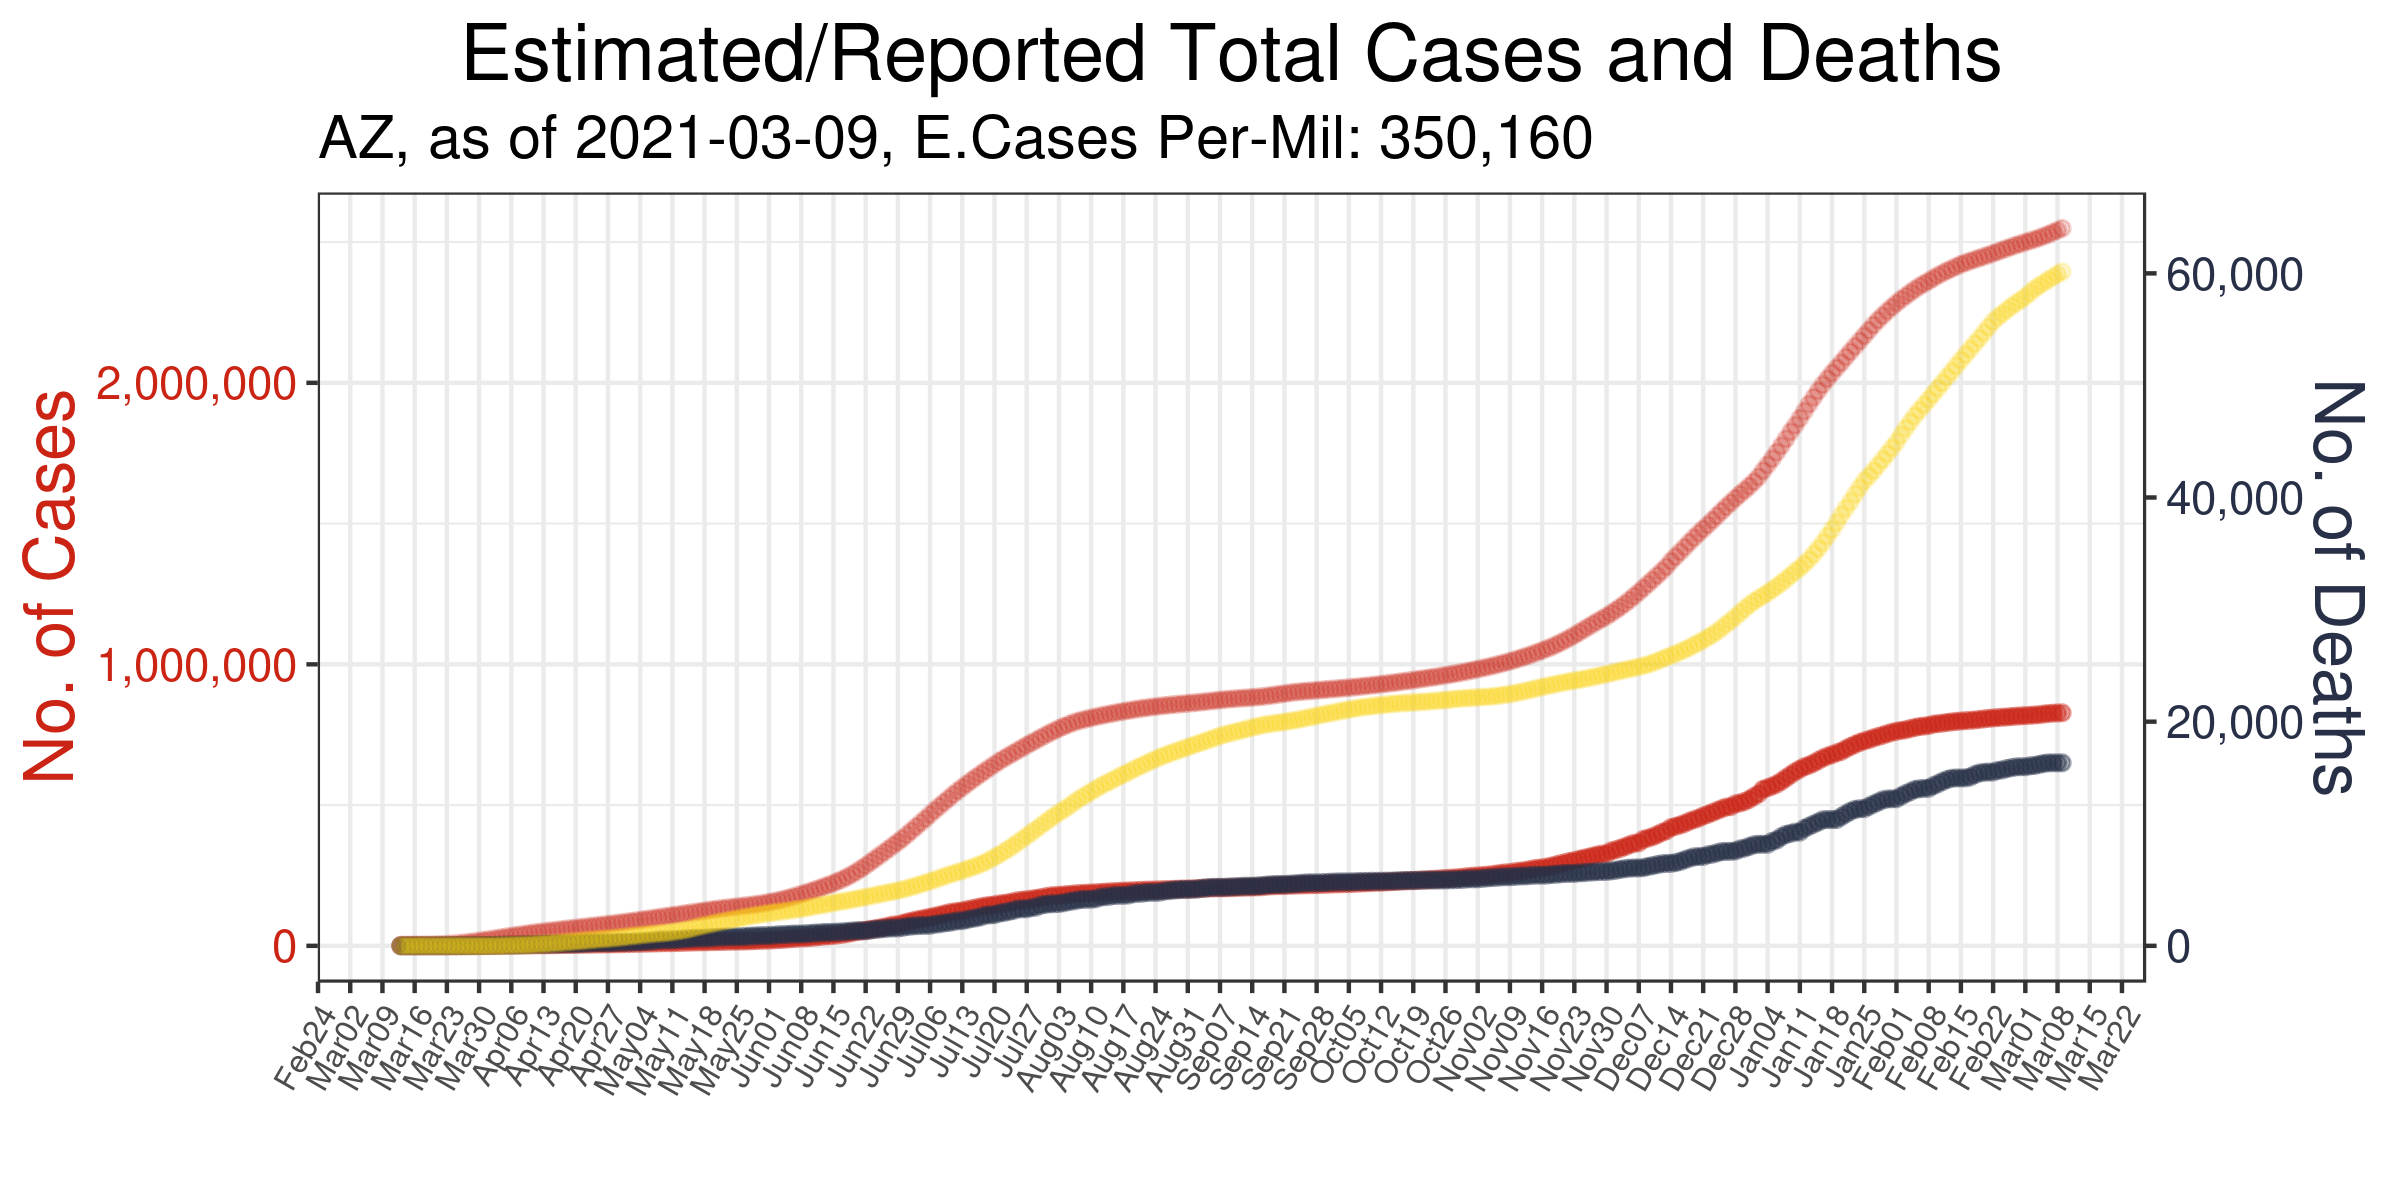 Estimated/Reported Total Cases and Deaths
AZ, as of 2021-03-09, E.Cases Per-Mil: 350,160
No. of Cases
2,000,000
1,000,000
0
60,000
40,000
20,000
0
No. of Deaths
Feb24
Mar02
Mar09
Mar16
Mar23
Mar30
Apr06
Apr13
Apr20
Apr27
May04
May11
May18
May25
Jun01
Jun08
Jun15
Jun22
Jun29
Jul06
Jul13
Jul20
Jul27
Aug03
Aug10
Aug17
Aug24
Aug31
Sep07
Sep14
Sep21
Sep28
Oct05
Oct12
Oct19
Oct26
Nov02
Nov09
Nov16
Nov23
Nov30
Dec07
Dec14
Dec21
Dec28
Jan04
Jan11
Jan18
Jan25
Feb01
Feb08
Feb15
Feb22
Mar01
Mar08
Mar15
Mar22